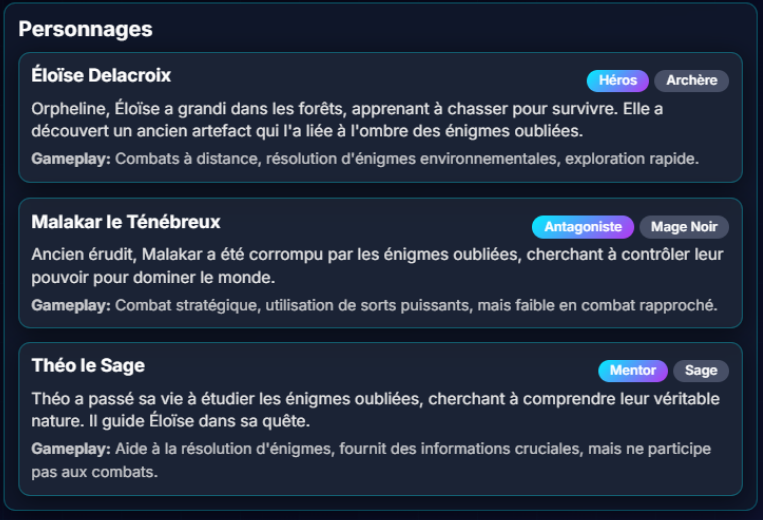 Personnages
Éloïse Delacroix
Héros
Archère
Orpheline, Éloïse a grandi dans les forêts, apprenant à chasser pour survivre. Elle a
découvert un ancien artefact qui l'a liée à l'ombre des énigmes oubliées.
Gameplay: Combats à distance, résolution d'énigmes environnementales, exploration rapide.
Malakar le Ténébreux
Antagoniste
Mage Noir
Ancien érudit, Malakar a été corrompu par les énigmes oubliées, cherchant à contrôler leur
pouvoir pour dominer le monde.
Gameplay: Combat stratégique, utilisation de sorts puissants, mais faible en combat rapproché.
Théo le Sage
Mentor
Sage
Théo a passé sa vie à étudier les énigmes oubliées, cherchant à comprendre leur véritable
nature. Il guide Éloïse dans sa quête.
Gameplay: Aide à la résolution d'énigmes, fournit des informations cruciales, mais ne participe
pas aux combats.